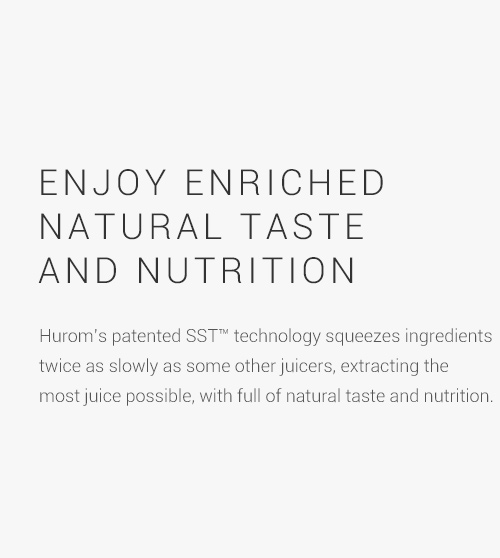 ENJOY ENRICHED
NATURAL TASTE
AND NUTRITION
Hurom's patented SST™ technology squeezes ingredients
twice as slowly as some other juicers, extracting the
most juice possible, with full of natural taste and nutrition.